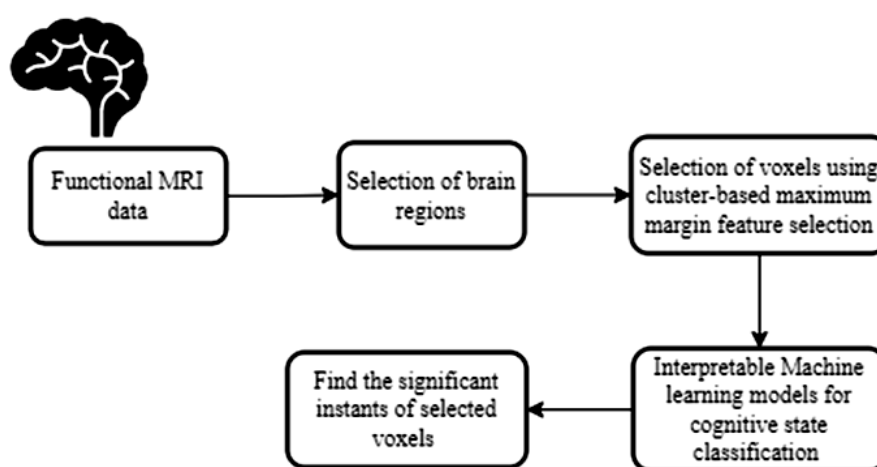 Functional MRI
data
Selection of brain
regions
Selection of voxels using
cluster-based maximum
margin feature selection
Interpretable Machine
learning models for
cognitive state
classification
Find the significant
instants of selected
voxels